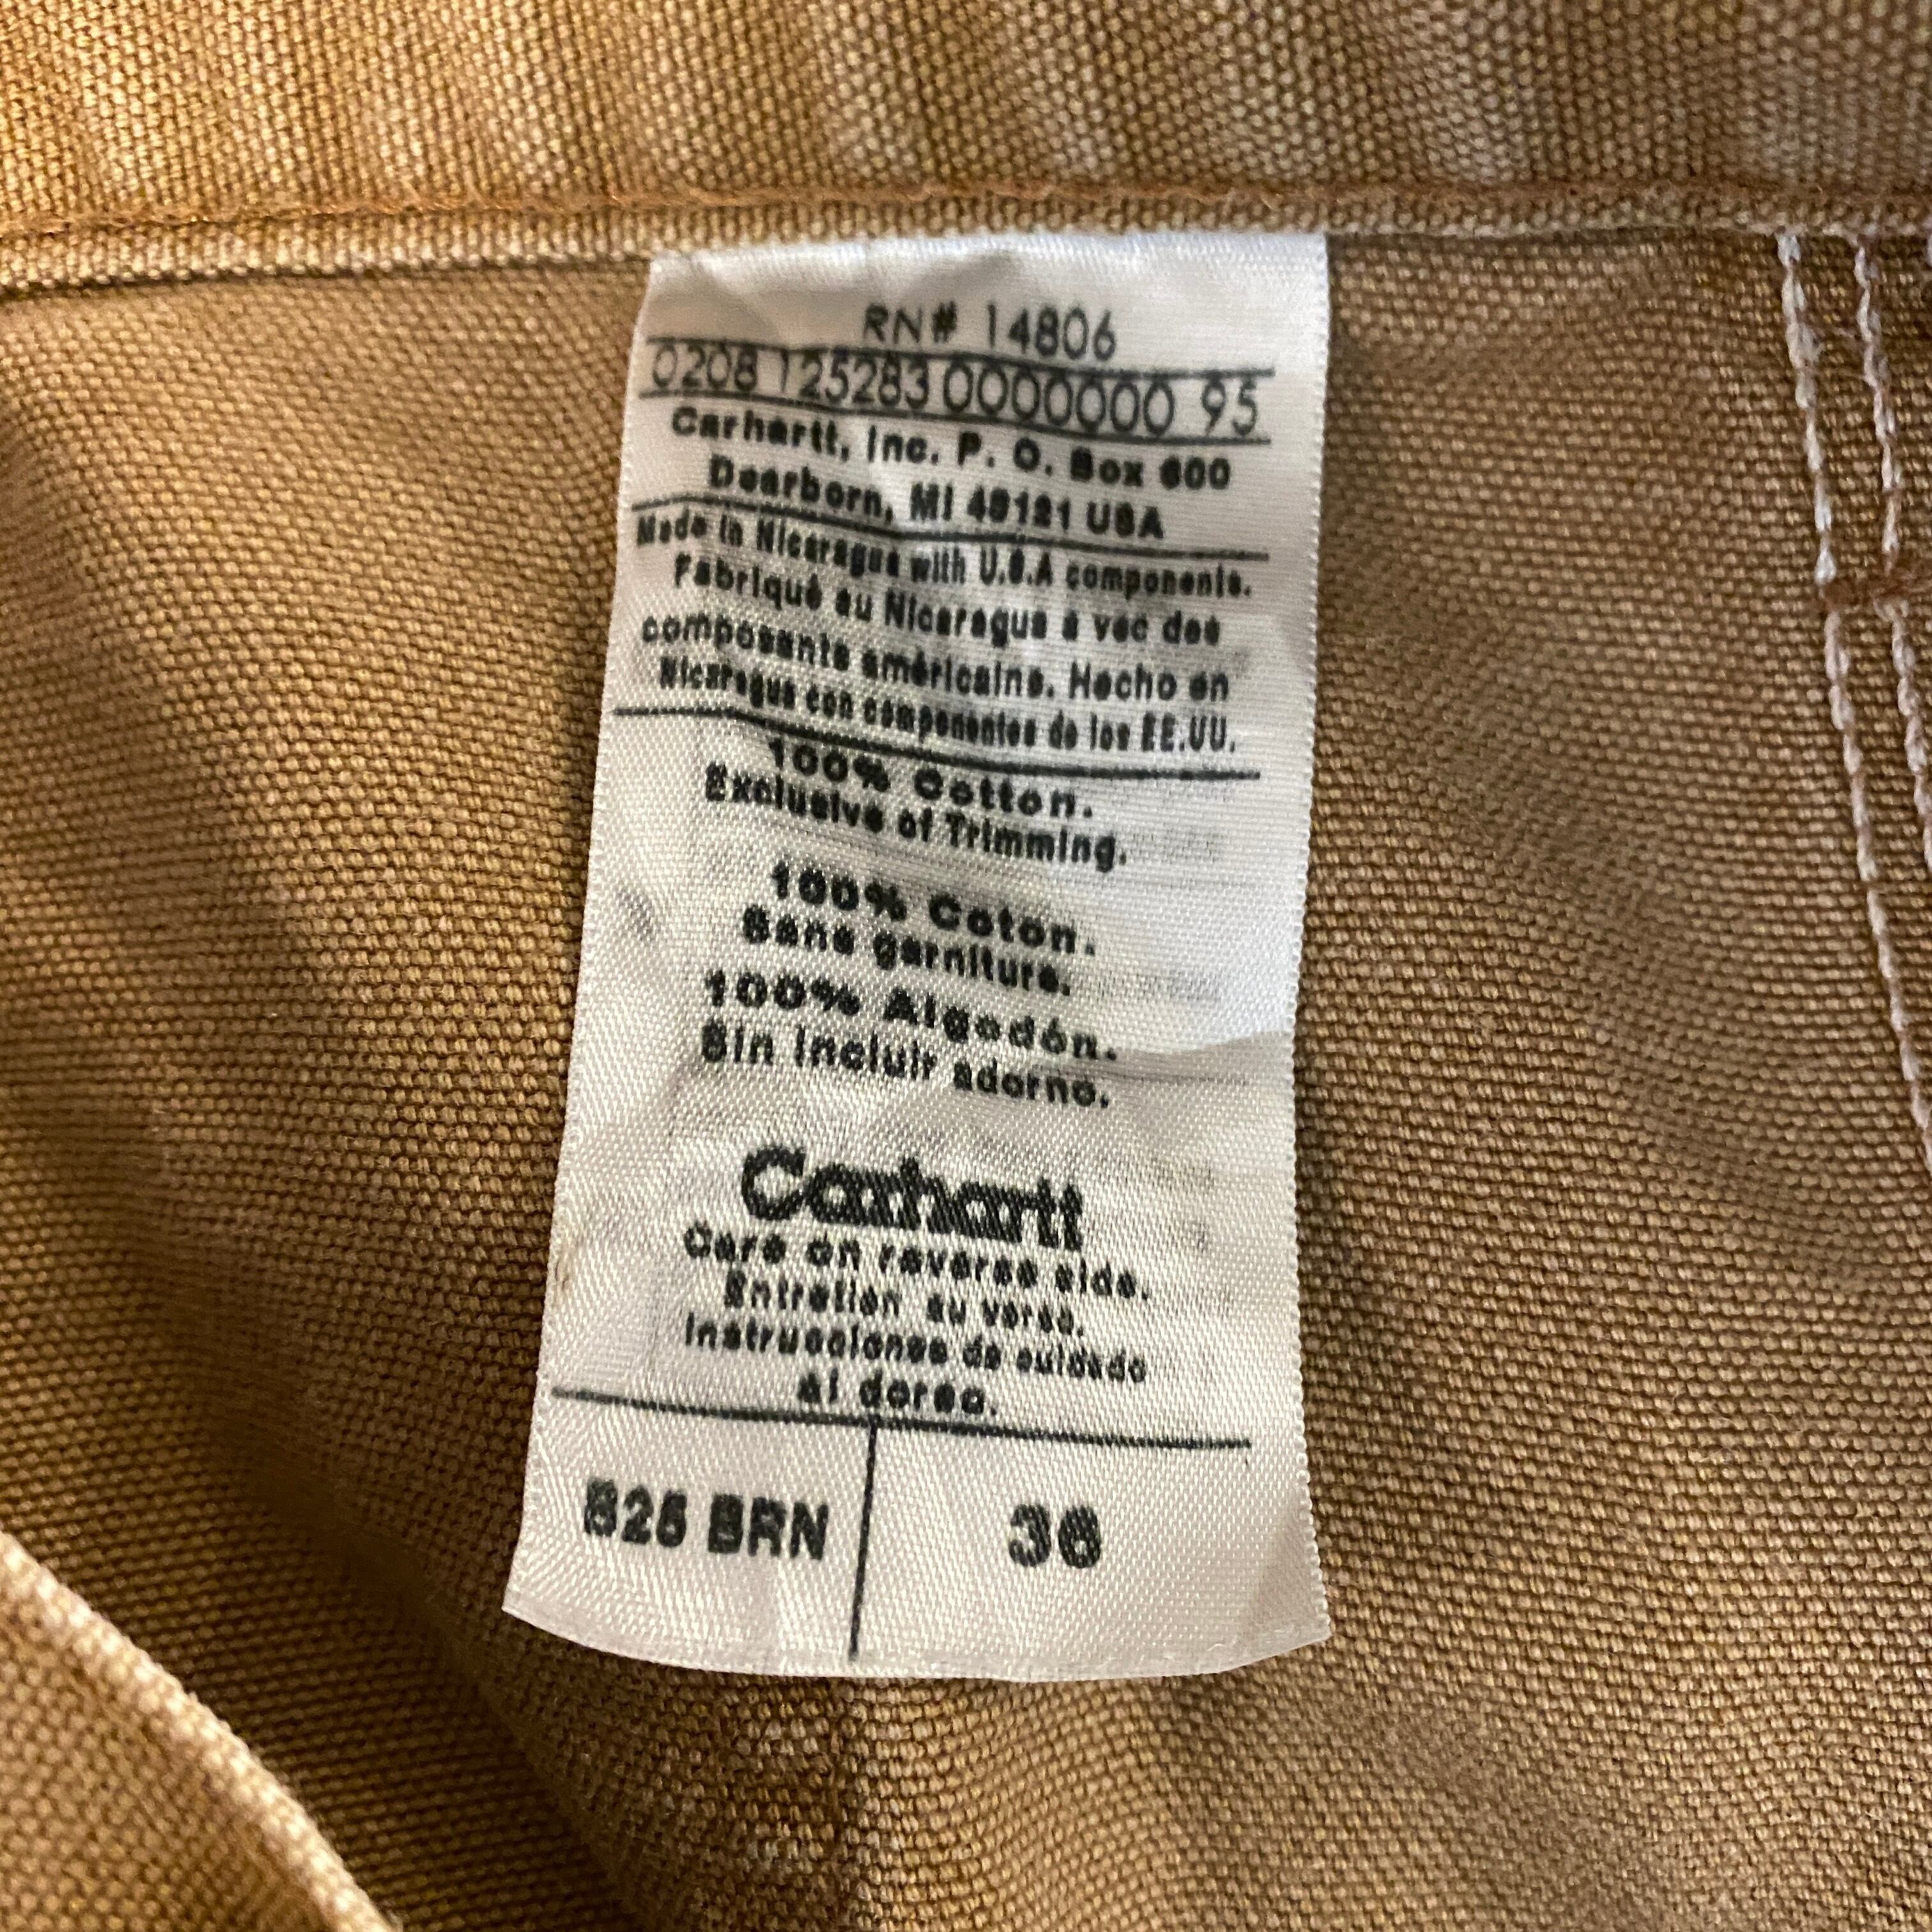 RN# 14806
0208 125283 0000000 95
Carhartt, Inc. P. O. Box 600
Dearborn, MI 48121 USA
Made in Nicaragua with U.S.A components.
Fabriqué au Nicaragua à vec des
composants américains. Hecho en
Nicaragua con componentes de los EE.UU.
100% Cotton.
Exclusive of Trimming.
100% Coton.
Sans garniture.
100% Algodón.
Sin incluir adorno.
Carhartt
Care on reverse side.
Entretien au verso.
Instrucciones de cuidado
al dorso.
B25 BRN 36